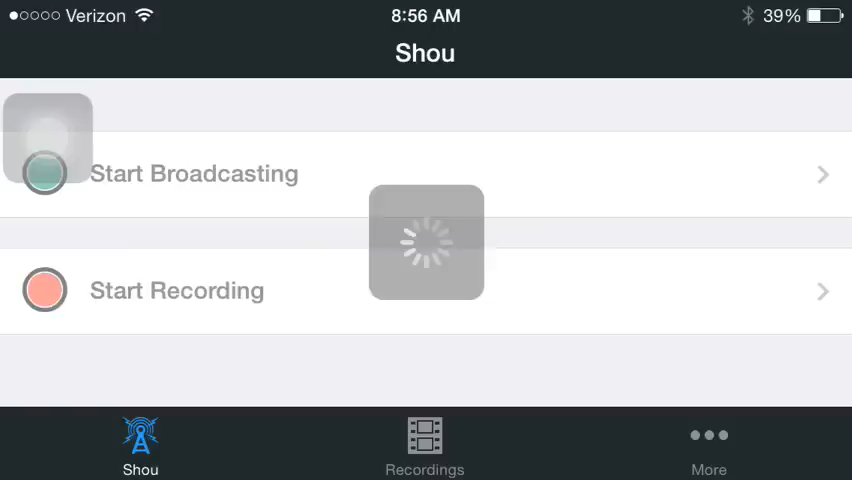 Verizon 8:56 AM 39%
Shou
Start Broadcasting
Start Recording
Shou Recordings More